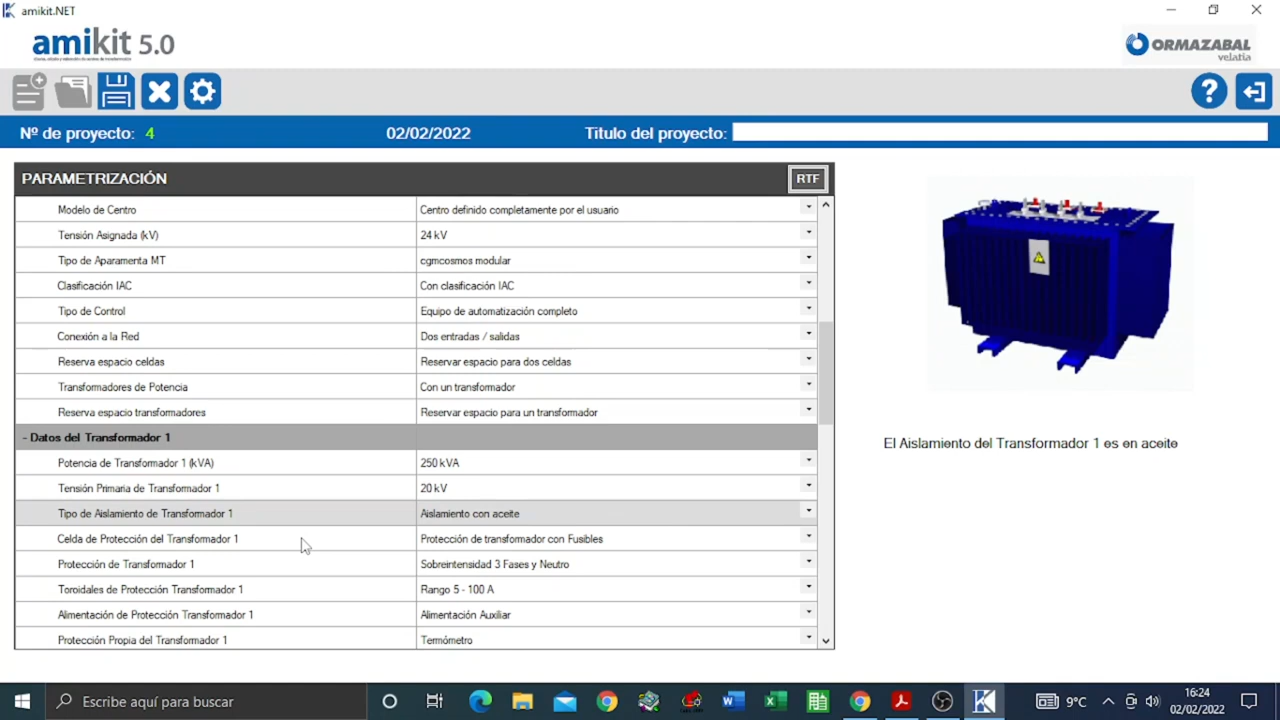 amikit.NET
amikit 5.0
ORMAZABAL
velatia
Nº de proyecto: 4 02/02/2022 Titulo del proyecto:
PARAMETRIZACIÓN RTF
Modelo de Centro Centro definido completamente por el usuario
Tensión Asignada (kV) 24 kV
Tipo de Aparamenta MT cgmcosmos modular
Clasificación IAC Con clasificación IAC
Tipo de Control Equipo de automatización completo
Conexión a la Red Dos entradas / salidas
Reserva espacio celdas Reservar espacio para dos celdas
Transformadores de Potencia Con un transformador
Reserva espacio transformadores Reservar espacio para un transformador
- Datos del Transformador 1
Potencia de Transformador 1 (kVA) 250 kVA
Tensión Primaria de Transformador 1 20 kV
Tipo de Aislamiento de Transformador 1 Aislamiento con aceite
Celda de Protección del Transformador 1 Protección de transformador con Fusibles
Protección de Transformador 1 Sobreintensidad 3 Fases y Neutro
Toroidales de Protección Transformador 1 Rango 5 - 100 A
Alimentación de Protección Transformador 1 Alimentación Auxiliar
Protección Propia del Transformador 1 Termómetro
El Aislamiento del Transformador 1 es en aceite
Escribe aquí para buscar
9°C
16:24
02/02/2022